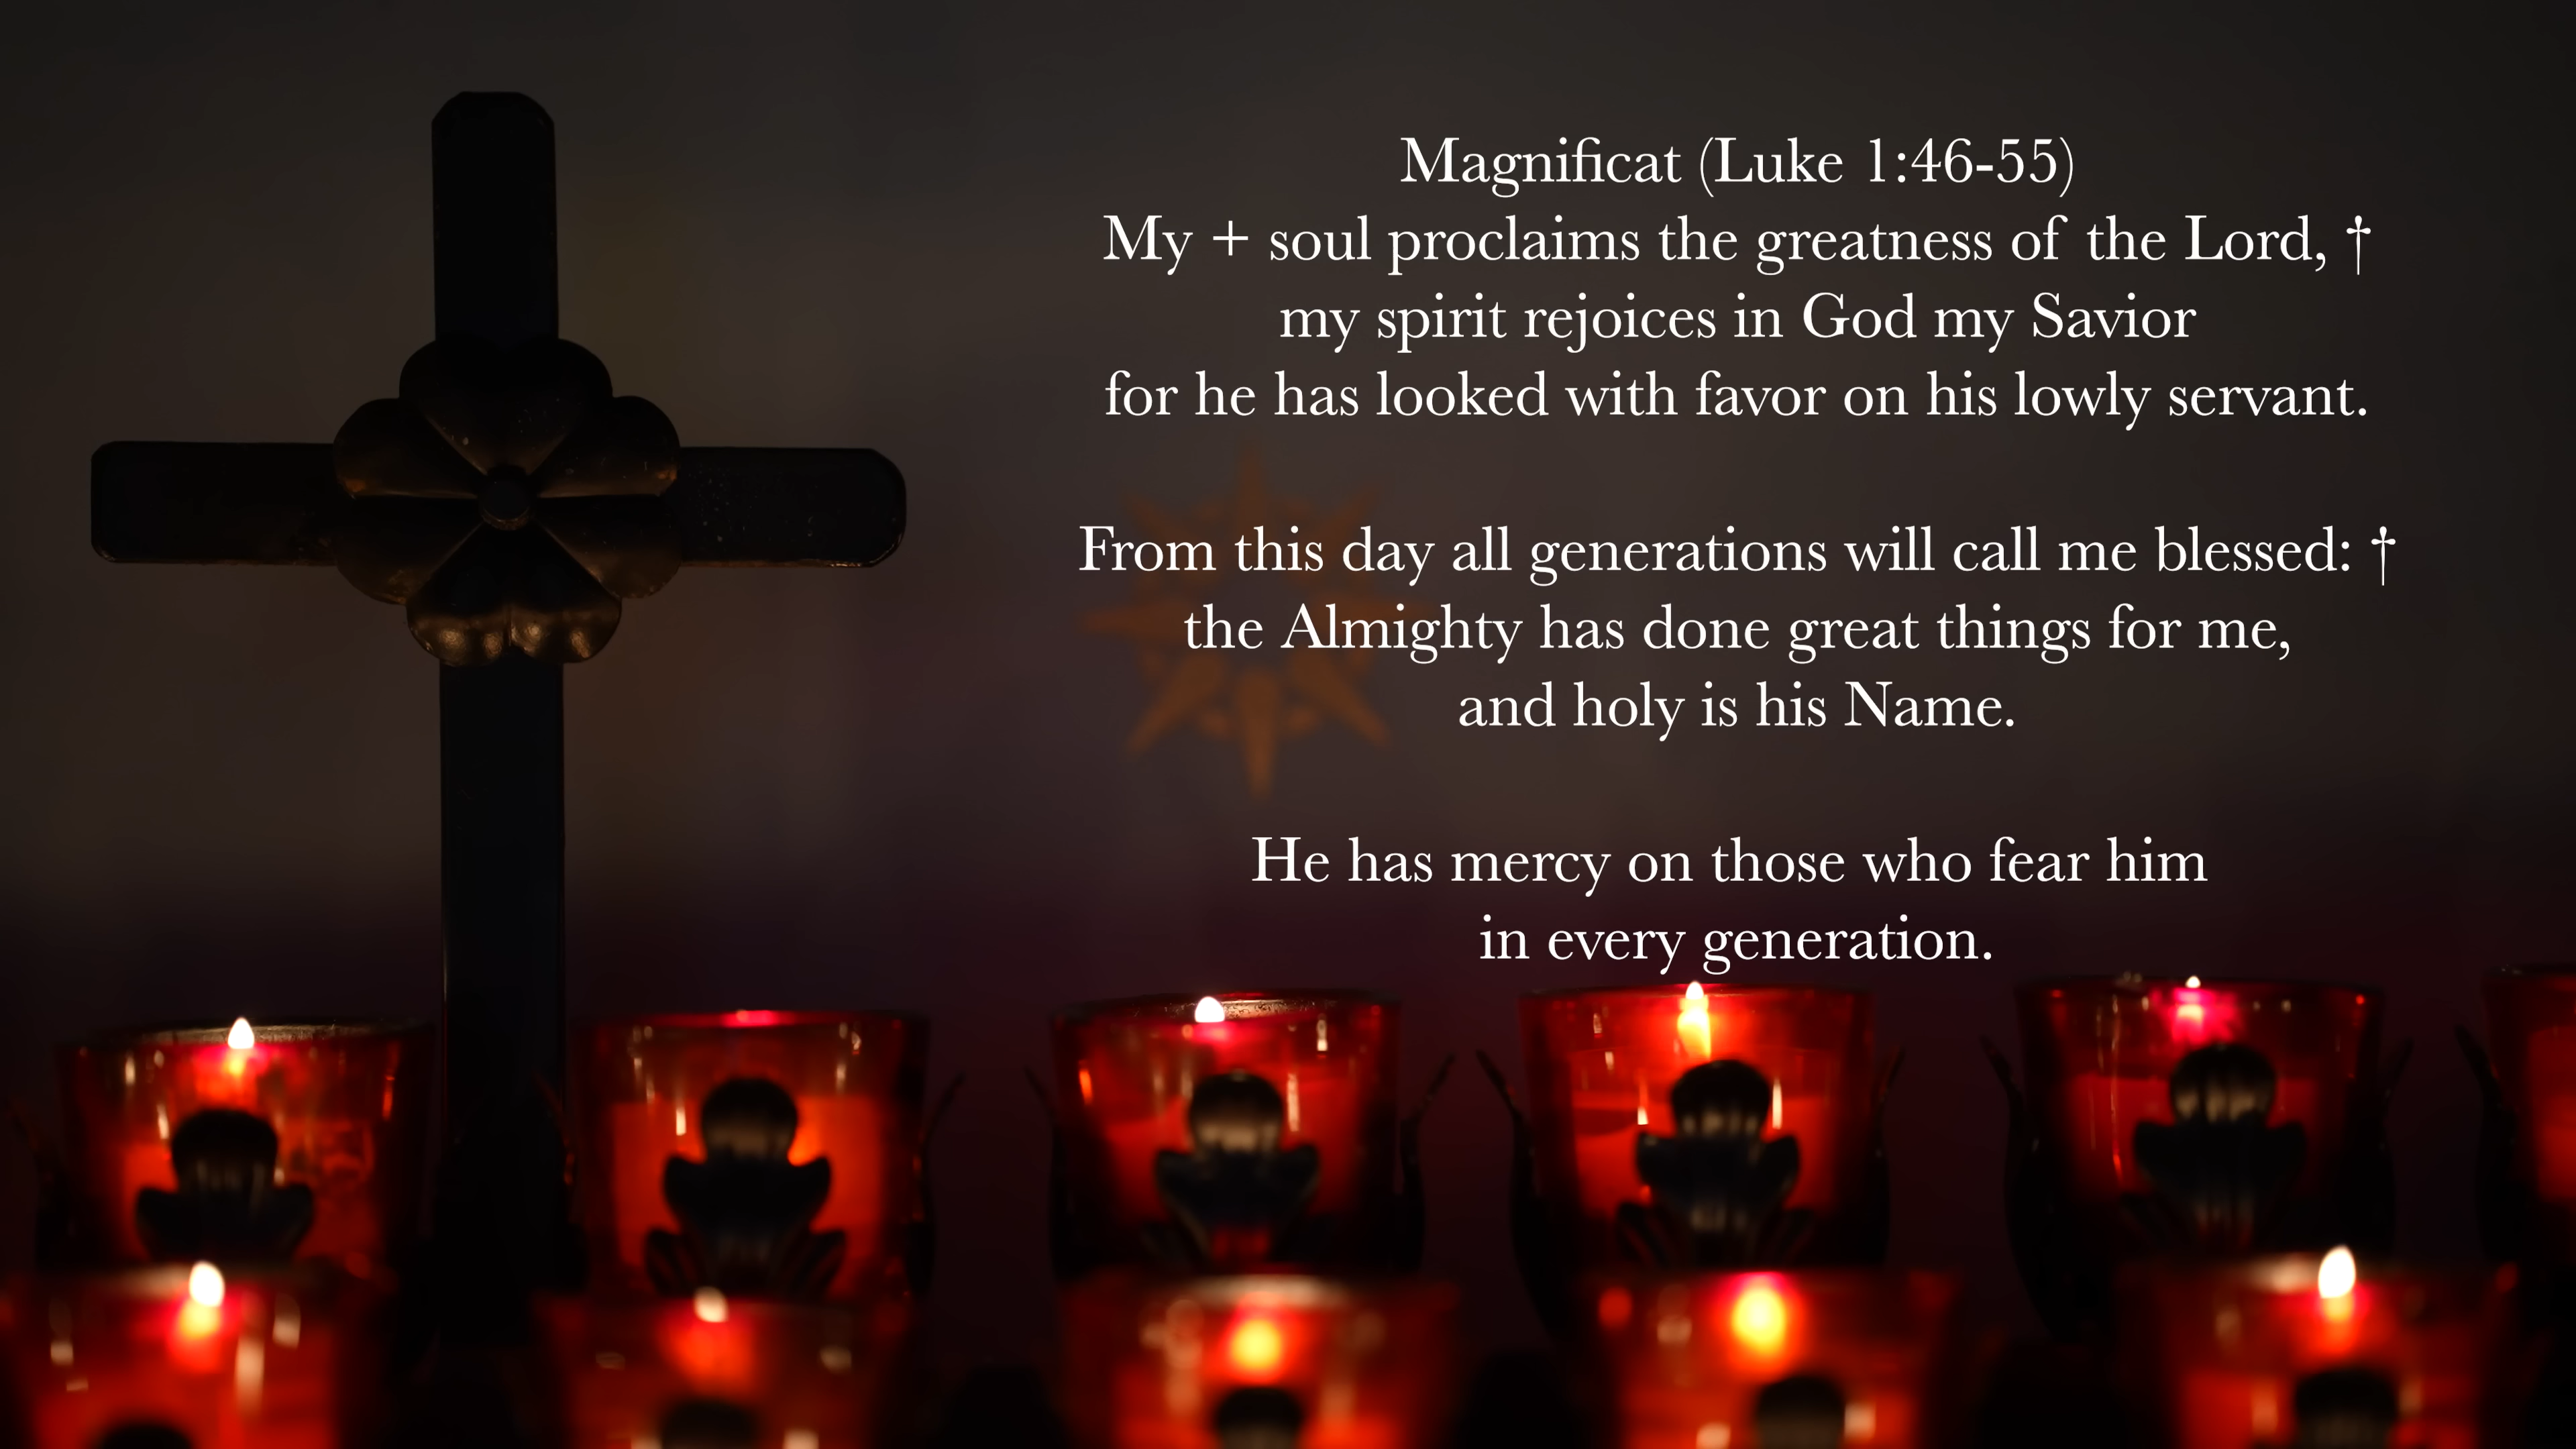 Magnificat (Luke 1:46-55)
My + soul proclaims the greatness of the Lord, †
my spirit rejoices in God my Savior
for he has looked with favor on his lowly servant.
From this day all generations will call me blessed: †
the Almighty has done great things for me,
and holy is his Name.
He has mercy on those who fear him
in every generation.